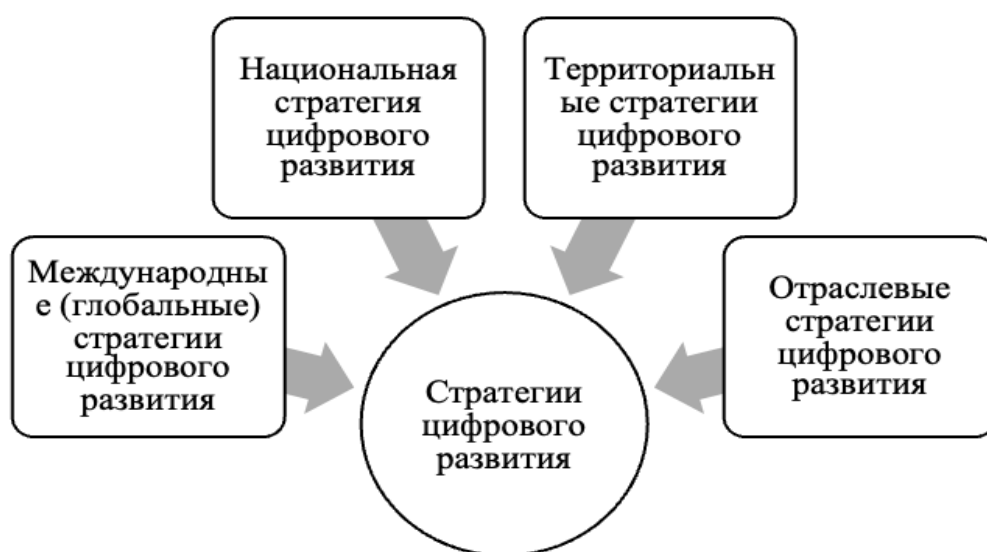 Национальная
стратегия
цифрового
развития
Территориальн
ые стратегии
цифрового
развития
Международны
е (глобальные)
стратегии
цифрового
развития
Отраслевые
стратегии
цифрового
развития
Стратегии
цифрового
развития